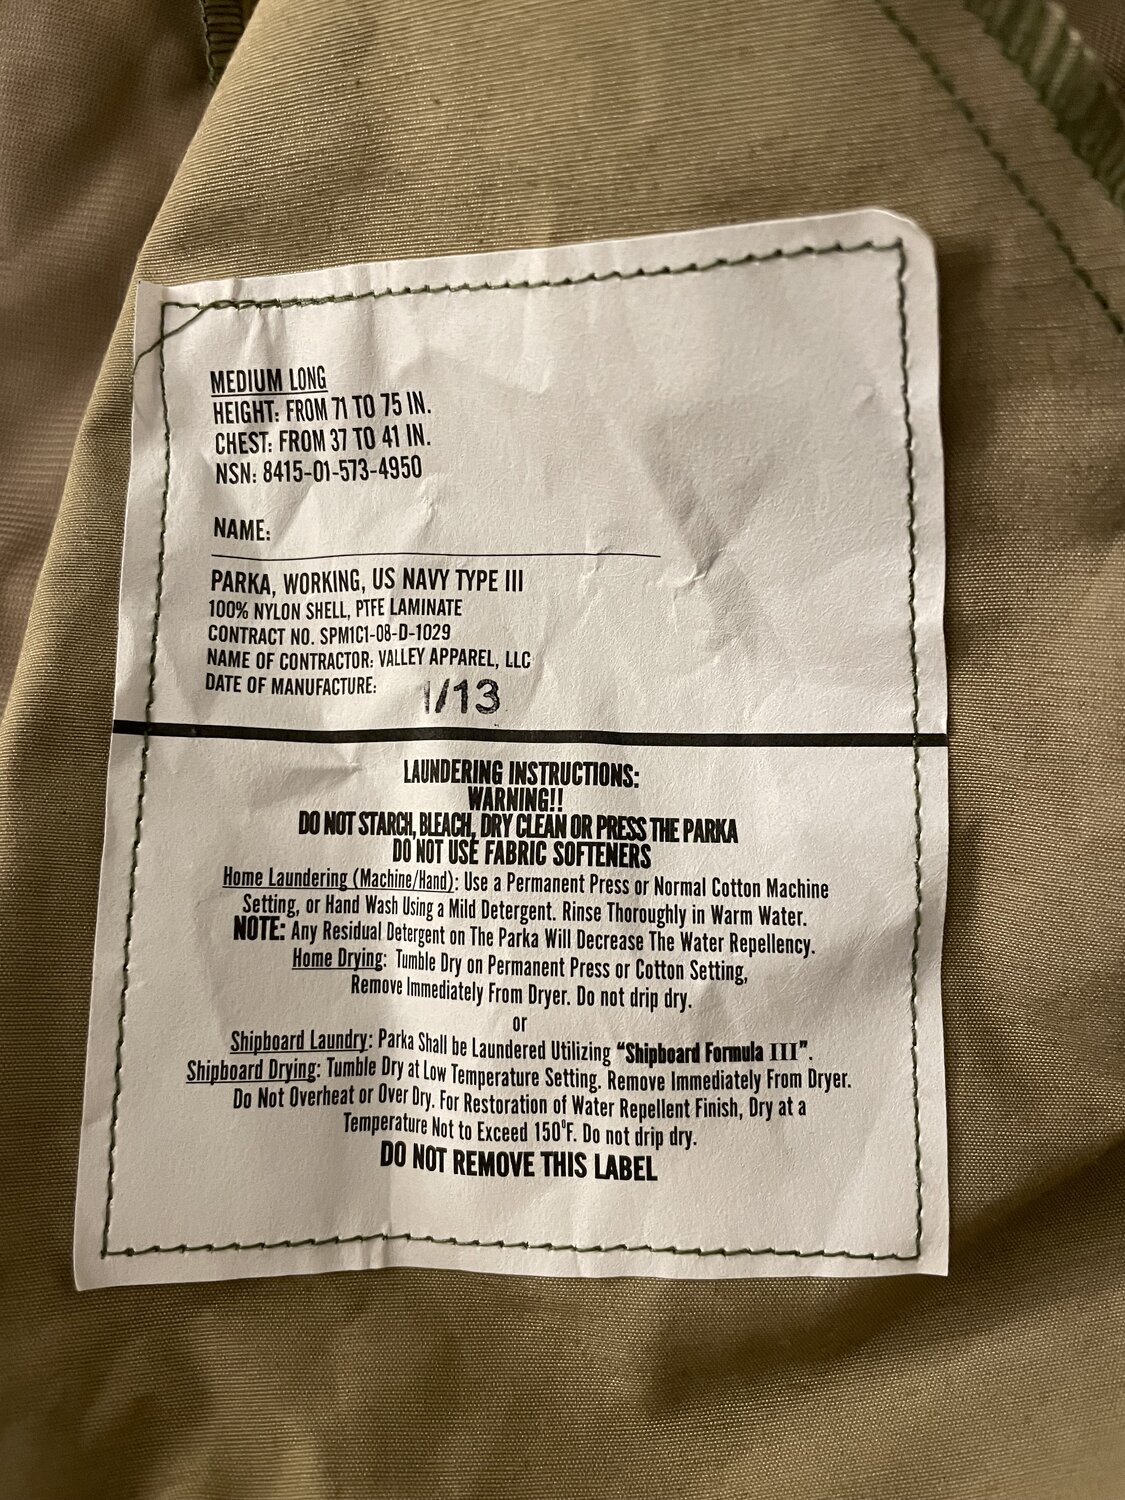 MEDIUM LONG
HEIGHT: FROM 71 TO 75 IN.
CHEST: FROM 37 TO 41 IN.
NSN: 8415-01-573-4950
NAME:
PARKA, WORKING, US NAVY TYPE III
100% NYLON SHELL, PTFE LAMINATE
CONTRACT NO. SPM1C1-08-D-1029
NAME OF CONTRACTOR: VALLEY APPAREL, LLC
DATE OF MANUFACTURE: 1/13
LAUNDERING INSTRUCTIONS:
WARNING!!
DO NOT STARCH, BLEACH, DRY CLEAN OR PRESS THE PARKA
DO NOT USE FABRIC SOFTENERS
Home Laundering (Machine/Hand): Use a Permanent Press or Normal Cotton Machine
Setting, or Hand Wash Using a Mild Detergent. Rinse Thoroughly in Warm Water.
NOTE: Any Residual Detergent on The Parka Will Decrease The Water Repellency.
Home Drying: Tumble Dry on Permanent Press or Cotton Setting,
Remove Immediately From Dryer. Do not drip dry.
or
Shipboard Laundry: Parka Shall be Laundered Utilizing "Shipboard Formula III".
Shipboard Drying: Tumble Dry at Low Temperature Setting. Remove Immediately From Dryer.
Do Not Overheat or Over Dry. For Restoration of Water Repellent Finish, Dry at a
Temperature Not to Exceed 150°F. Do not drip dry.
DO NOT REMOVE THIS LABEL